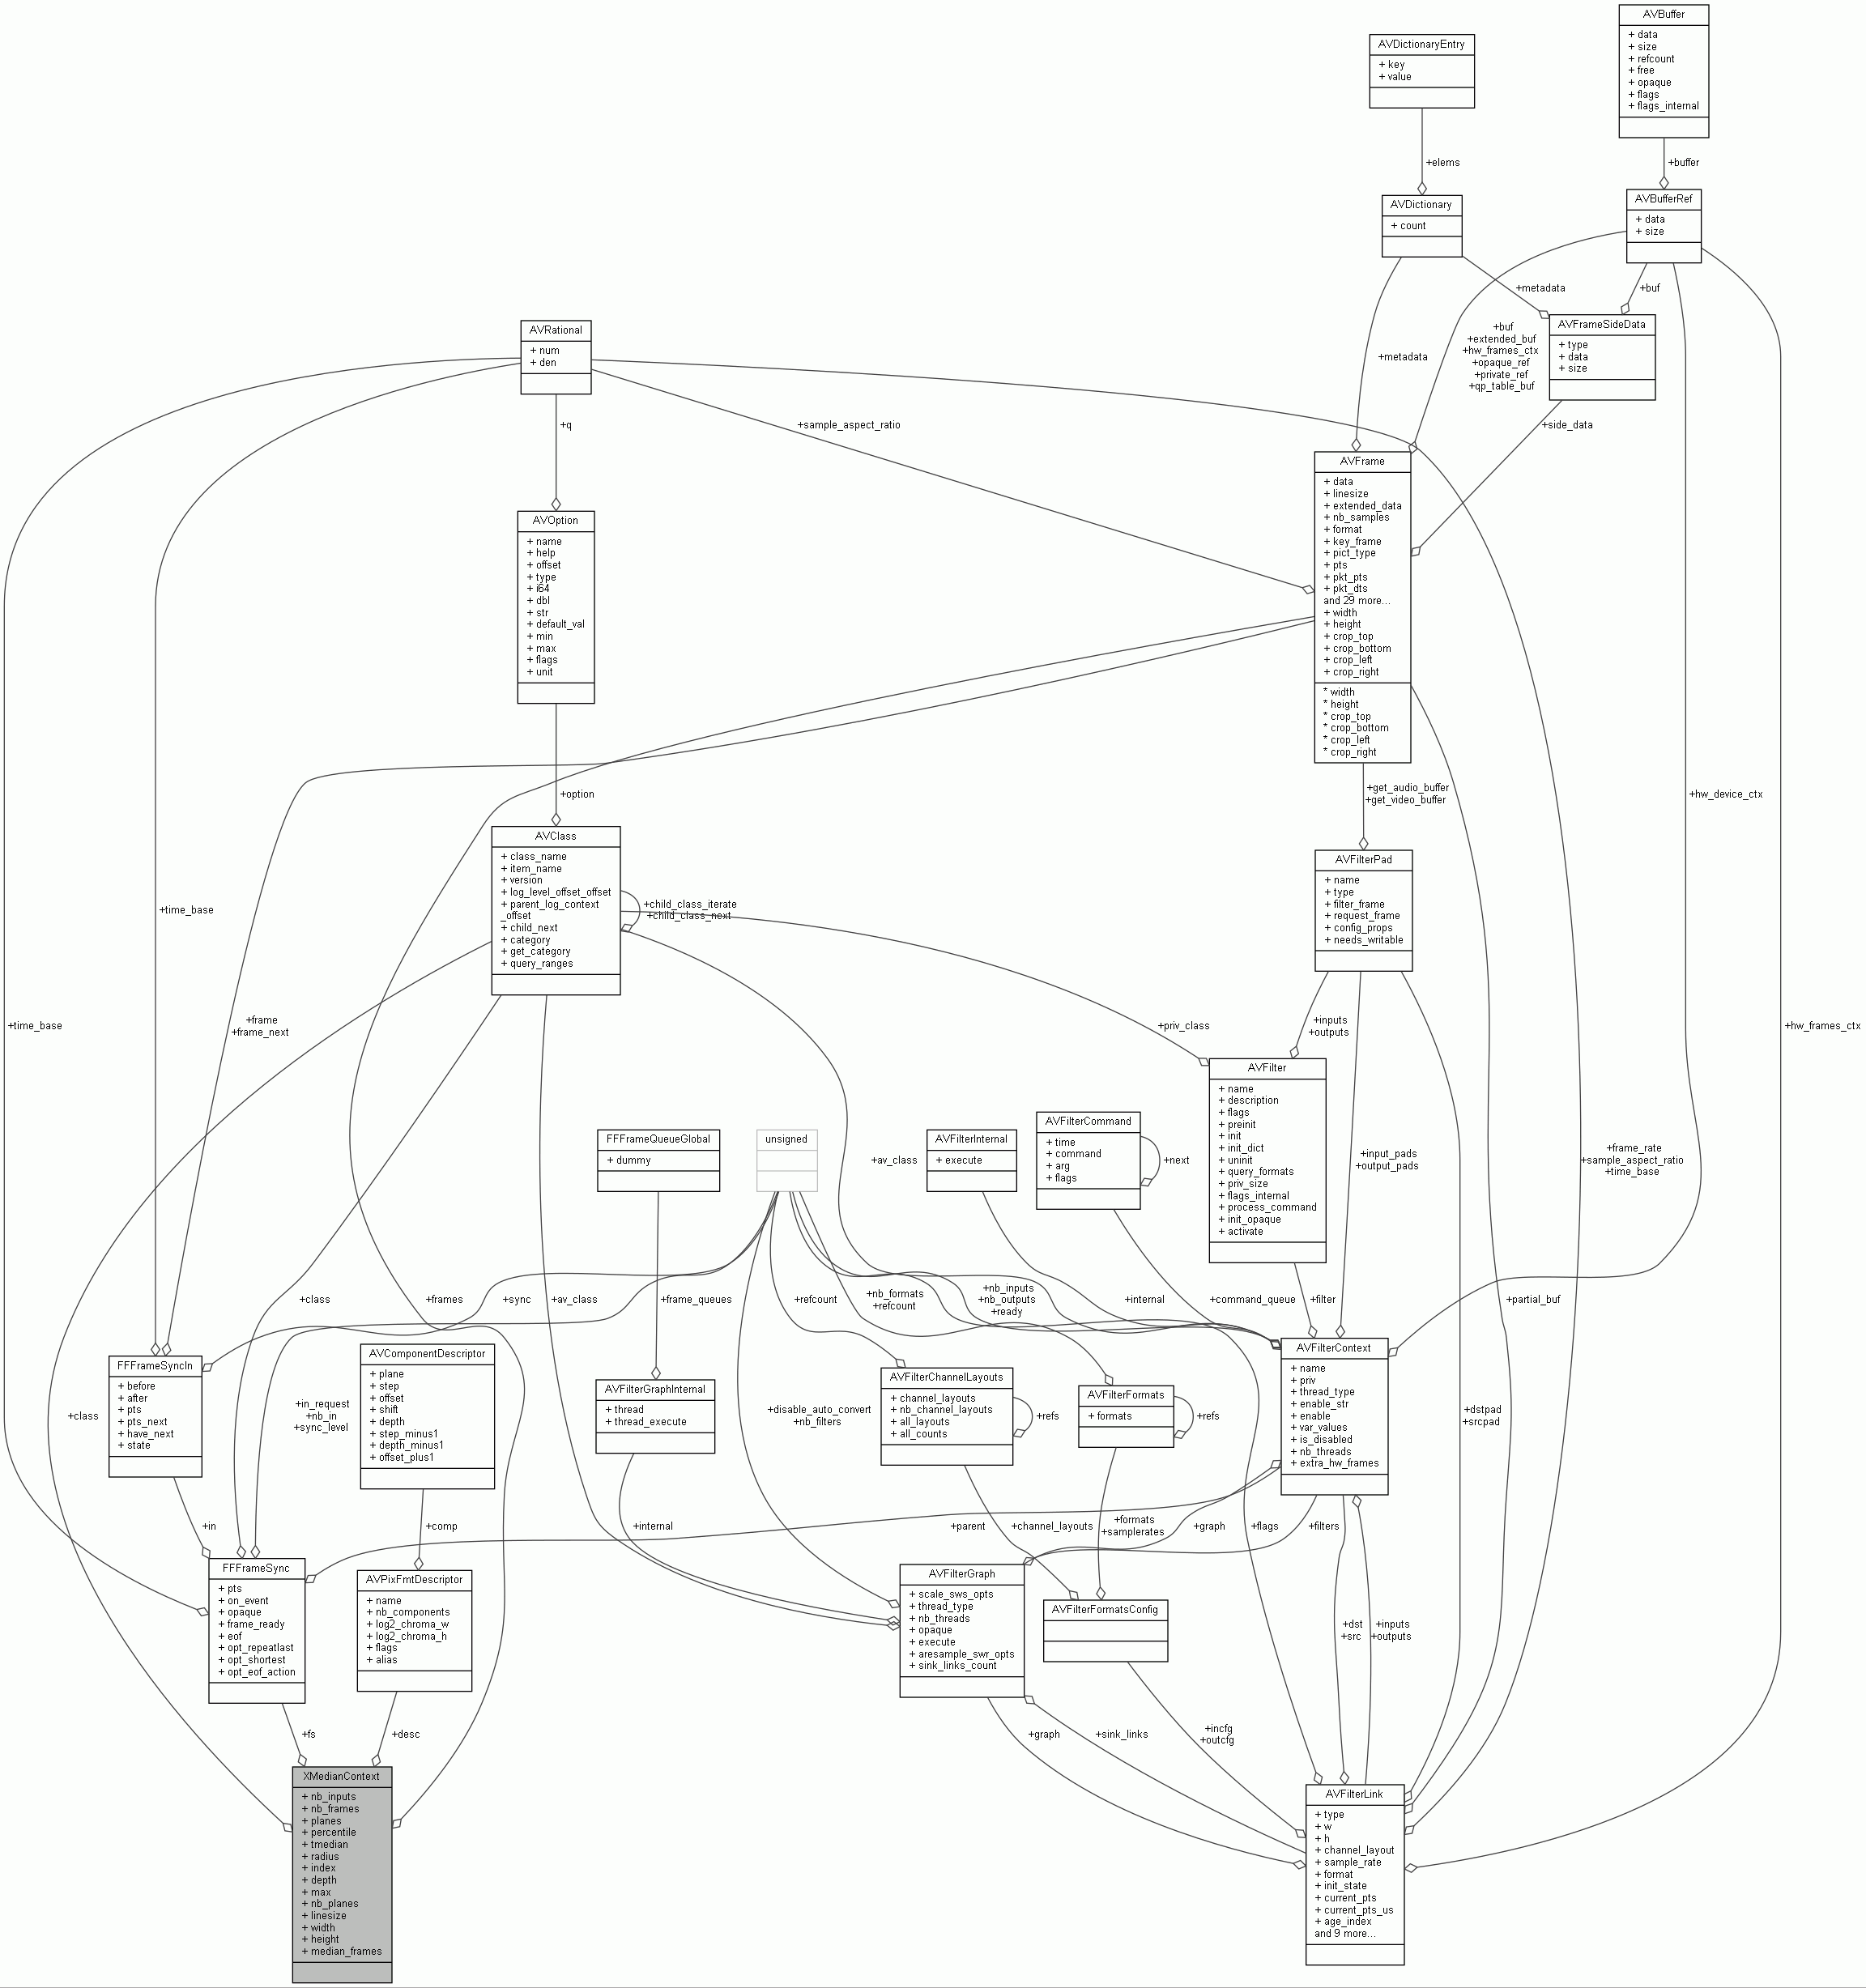 AVBuffer
+ data
+ size
+ refcount
+ free
+ opaque
+ flags
+ flags_internal
AVDictionaryEntry
+ key
+ value
+elems
+buffer
AVDictionary
+ count
AVBufferRef
+ data
+ size
+metadata
+buf
AVFrameSideData
+ type
+ data
+ size
AVRational
+ num
+ den
+metadata
+buf
+extended_buf
+hw_frames_ctx
+opaque_ref
+private_ref
+qp_table_buf
+q
+sample_aspect_ratio
+side_data
AVFrame
+ data
+ linesize
+ extended_data
+ nb_samples
+ format
+ key_frame
+ pict_type
+ pts
+ pkt_pts
+ pkt_dts
and 29 more...
+ width
+ height
+ crop_top
+ crop_bottom
+ crop_left
+ crop_right
* width
* height
* crop_top
* crop_bottom
* crop_left
* crop_right
AVOption
+ name
+ help
+ offset
+ type
+ i64
+ dbl
+ str
+ default_val
+ min
+ max
+ flags
+ unit
+option
+get_audio_buffer
+get_video_buffer
+hw_device_ctx
AVClass
+ class_name
+ item_name
+ version
+ log_level_offset_offset
+ parent_log_context
_offset
+ child_next
+ category
+ get_category
+ query_ranges
+child_class_iterate
+child_class_next
AVFilterPad
+ name
+ type
+ filter_frame
+ request_frame
+ config_props
+ needs_writable
+time_base
+time_base
+frame
+frame_next
+priv_class
+inputs
+outputs
+hw_frames_ctx
AVFilter
+ name
+ description
+ flags
+ preinit
+ init
+ init_dict
+ uninit
+ query_formats
+ priv_size
+ flags_internal
+ process_command
+ init_opaque
+ activate
FFFrameQueueGlobal
+ dummy
unsigned
+av_class
AVFilterInternal
+ execute
AVFilterCommand
+ time
+ command
+ arg
+ flags
+next
+input_pads
+output_pads
+frame_rate
+sample_aspect_ratio
+time_base
+class
+frames
+sync
+av_class
+frame_queues
+refcount
+nb_formats
+refcount
+nb_inputs
+nb_outputs
+ready
+internal
+command_queue
+filter
+partial_buf
FFFrameSyncIn
+ before
+ after
+ pts
+ pts_next
+ have_next
+ state
+class
+in_request
+nb_in
+sync_level
AVComponentDescriptor
+ plane
+ step
+ offset
+ shift
+ depth
+ step_minus1
+ depth_minus1
+ offset_plus1
AVFilterGraphInternal
+ thread
+ thread_execute
+disable_auto_convert
+nb_filters
AVFilterChannelLayouts
+ channel_layouts
+ nb_channel_layouts
+ all_layouts
+ all_counts
+refs
AVFilterFormats
+ formats
+refs
AVFilterContext
+ name
+ priv
+ thread_type
+ enable_str
+ enable
+ var_values
+ is_disabled
+ nb_threads
+ extra_hw_frames
+dstpad
+srcpad
+in
+comp
+internal
+parent
+channel_layouts
+formats
+samplerates
+graph
+flags
+filters
FFFrameSync
+ pts
+ on_event
+ opaque
+ frame_ready
+ eof
+ opt_repeatlast
+ opt_shortest
+ opt_eof_action
AVPixFmtDescriptor
+ name
+ nb_components
+ log2_chroma_w
+ log2_chroma_h
+ flags
+ alias
AVFilterGraph
+ scale_sws_opts
+ thread_type
+ nb_threads
+ opaque
+ execute
+ aresample_swr_opts
+ sink_links_count
AVFilterFormatsConfig
+dst
+src
+inputs
+outputs
+fs
+desc
+graph
+sink_links
+incfg
+outcfg
XMedianContext
+ nb_inputs
+ nb_frames
+ planes
+ percentile
+ tmedian
+ radius
+ index
+ depth
+ max
+ nb_planes
+ linesize
+ width
+ height
+ median_frames
AVFilterLink
+ type
+ w
+ h
+ channel_layout
+ sample_rate
+ format
+ init_state
+ current_pts
+ current_pts_us
+ age_index
and 9 more...